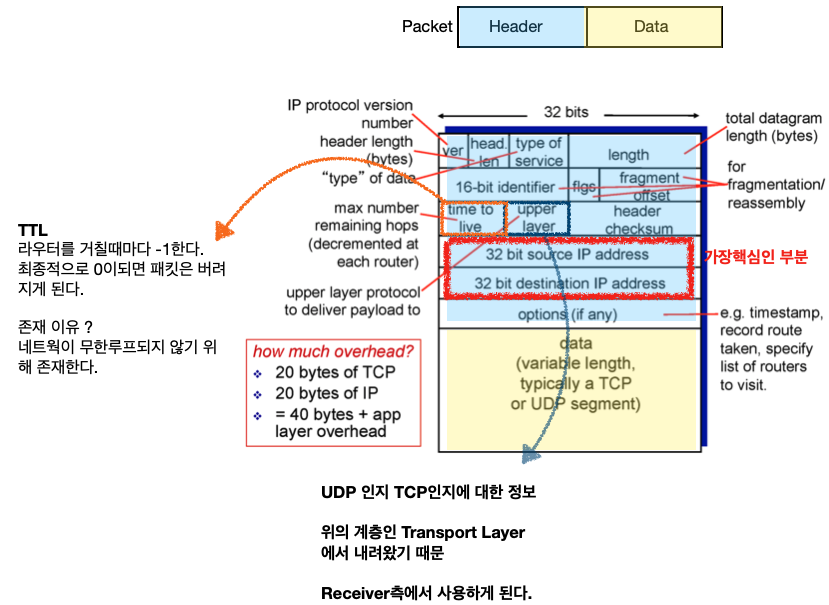 Packet
Header
Data
32 bits
IP protocol version
number
header length
(bytes)
"type" of data
max number
remaining hops
(decremented at
each router)
upper layer protocol
to deliver payload to
ver
head.
len
type of
service
length
16-bit identifier
flgs
fragment
offset
time to
live
upper
layer
header
checksum
32 bit source IP address
32 bit destination IP address
options (if any)
data
(variable length,
typically a TCP
or UDP segment)
total datagram
length (bytes)
for
fragmentation/
reassembly
가장핵심인 부분
e.g. timestamp,
record route
taken, specify
list of routers
to visit.
TTL
라우터를 거칠때마다 -1한다.
최종적으로 0이되면 패킷은 버려
지게 된다.
존재 이유 ?
네트웍이 무한루프되지 않기 위
해 존재한다.
how much overhead?
❖ 20 bytes of TCP
❖ 20 bytes of IP
❖ = 40 bytes + app
layer overhead
UDP 인지 TCP인지에 대한 정보
위의 계층인 Transport Layer
에서 내려왔기 때문
Receiver측에서 사용하게 된다.